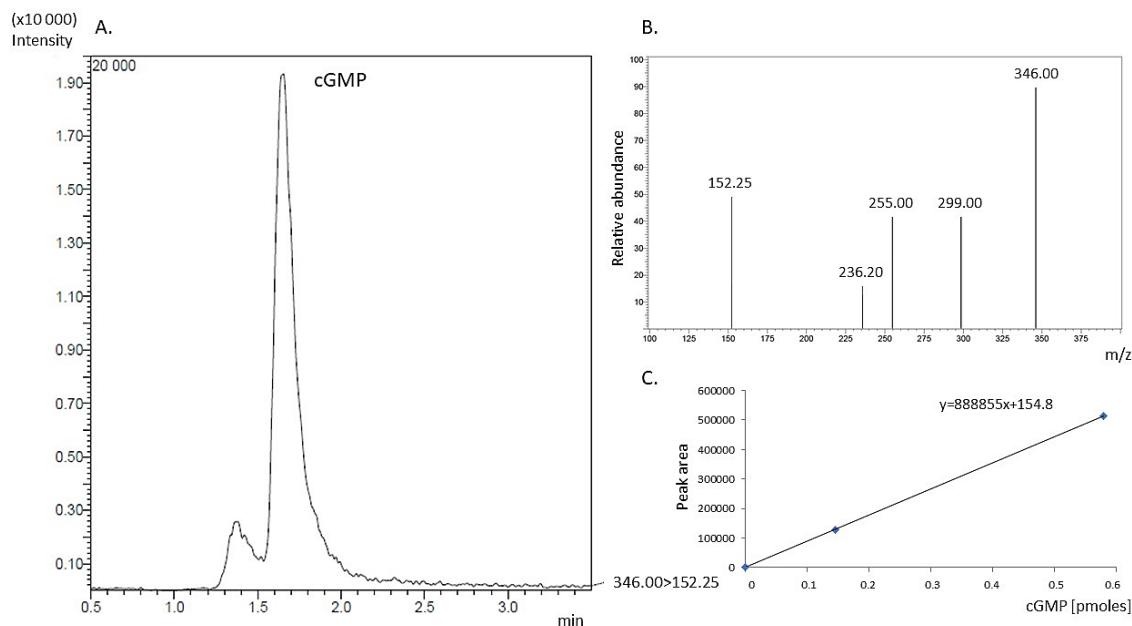 (x10 000)
Intensity
A.
20 000
cGMP
1.90
1.70
1.50
1.30
1.10
0.90
0.70
0.50
0.30
0.10
0.5 1.0 1.5 2.0 2.5 3.0
min
346.00>152.25
B.
Relative abundance
100
90
80
70
60
50
40
30
20
10
152.25
236.20
255.00
299.00
346.00
100 125 150 175 200 225 250 275 300 325 350 375
m/z
C.
Peak area
600000
500000
400000
300000
200000
100000
0
y=888855x+154.8
0 0.1 0.2 0.3 0.4 0.5 0.6
cGMP [pmoles]